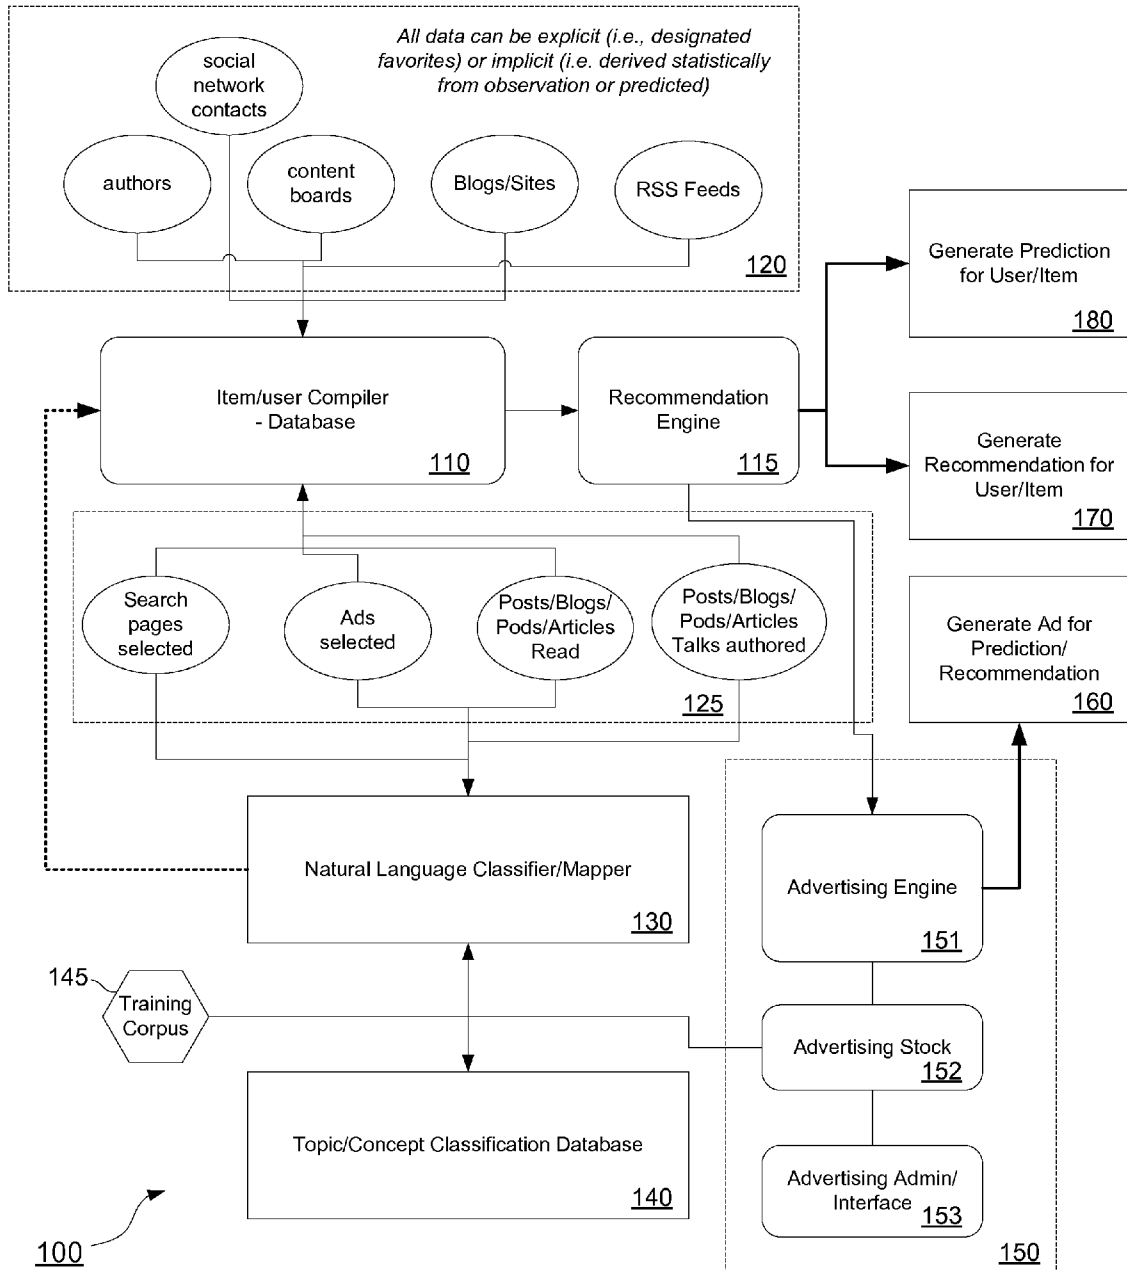 All data can be explicit (i.e., designated
favorites) or implicit (i.e. derived statistically
from observation or predicted)
social
network
contacts
authors
content
boards
Blogs/Sites
RSS Feeds
120
Generate Prediction
for User/Item
180
Item/user Compiler
- Database
110
Recommendation
Engine
115
Generate
Recommendation for
User/Item
170
Search
pages
selected
Ads
selected
Posts/Blogs/
Pods/Articles
Read
Posts/Blogs/
Pods/Articles
Talks authored
125
Generate Ad for
Prediction/
Recommendation
160
Natural Language Classifier/Mapper
130
Advertising Engine
151
145
Training
Corpus
Advertising Stock
152
Topic/Concept Classification Database
140
Advertising Admin/
Interface
153
150
100